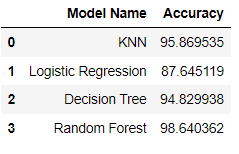 Model Name Accuracy
0 KNN 95.869535
1 Logistic Regression 87.645119
2 Decision Tree 94.829938
3 Random Forest 98.640362